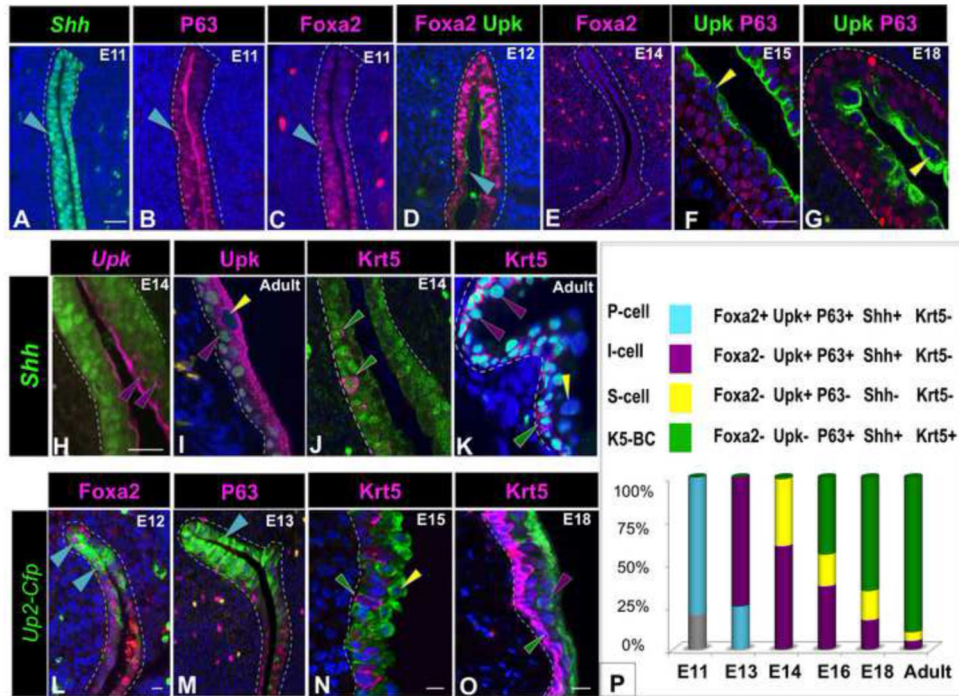 Shh P63 Foxa2 Foxa2 Upk Foxa2 Upk P63 Upk P63
E11 E11 E11 E12 E14 E15 E18
A B C D E F G
Upk Upk Krt5 Krt5
E14 Adult E14 Adult
Shh
H I J K
Foxa2 P63 Krt5 Krt5
E12 E13 E15 E18
Up2-Cfp
L M N O
P-cell Foxa2+ Upk+ P63+ Shh+ Krt5-
I-cell Foxa2- Upk+ P63+ Shh+ Krt5-
S-cell Foxa2- Upk+ P63- Shh- Krt5-
K5-BC Foxa2- Upk- P63+ Shh+ Krt5+
100%
75%
50%
25%
0%
P E11 E13 E14 E16 E18 Adult